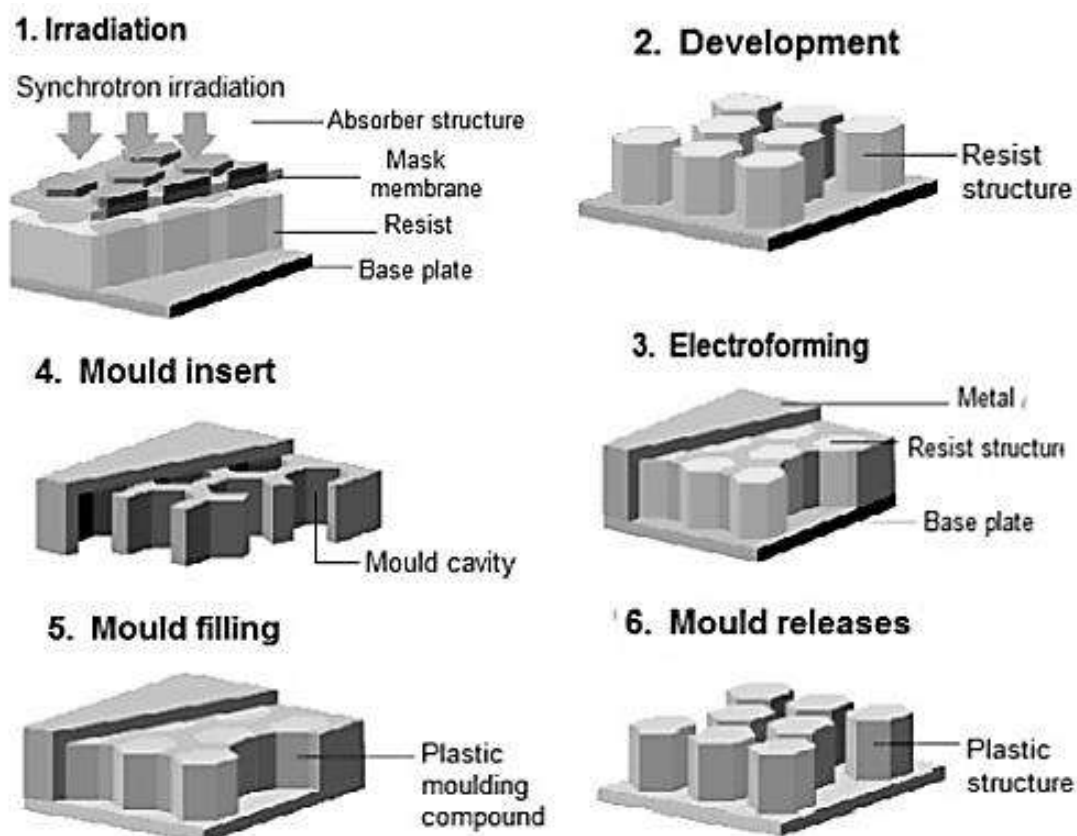 1. Irradiation
Synchrotron irradiation
Absorber structure
Mask
membrane
Resist
Base plate
2. Development
Resist
structure
4. Mould insert
Mould cavity
3. Electroforming
Metal
Resist structur
Base plate
5. Mould filling
Plastic
moulding
compound
6. Mould releases
Plastic
structure